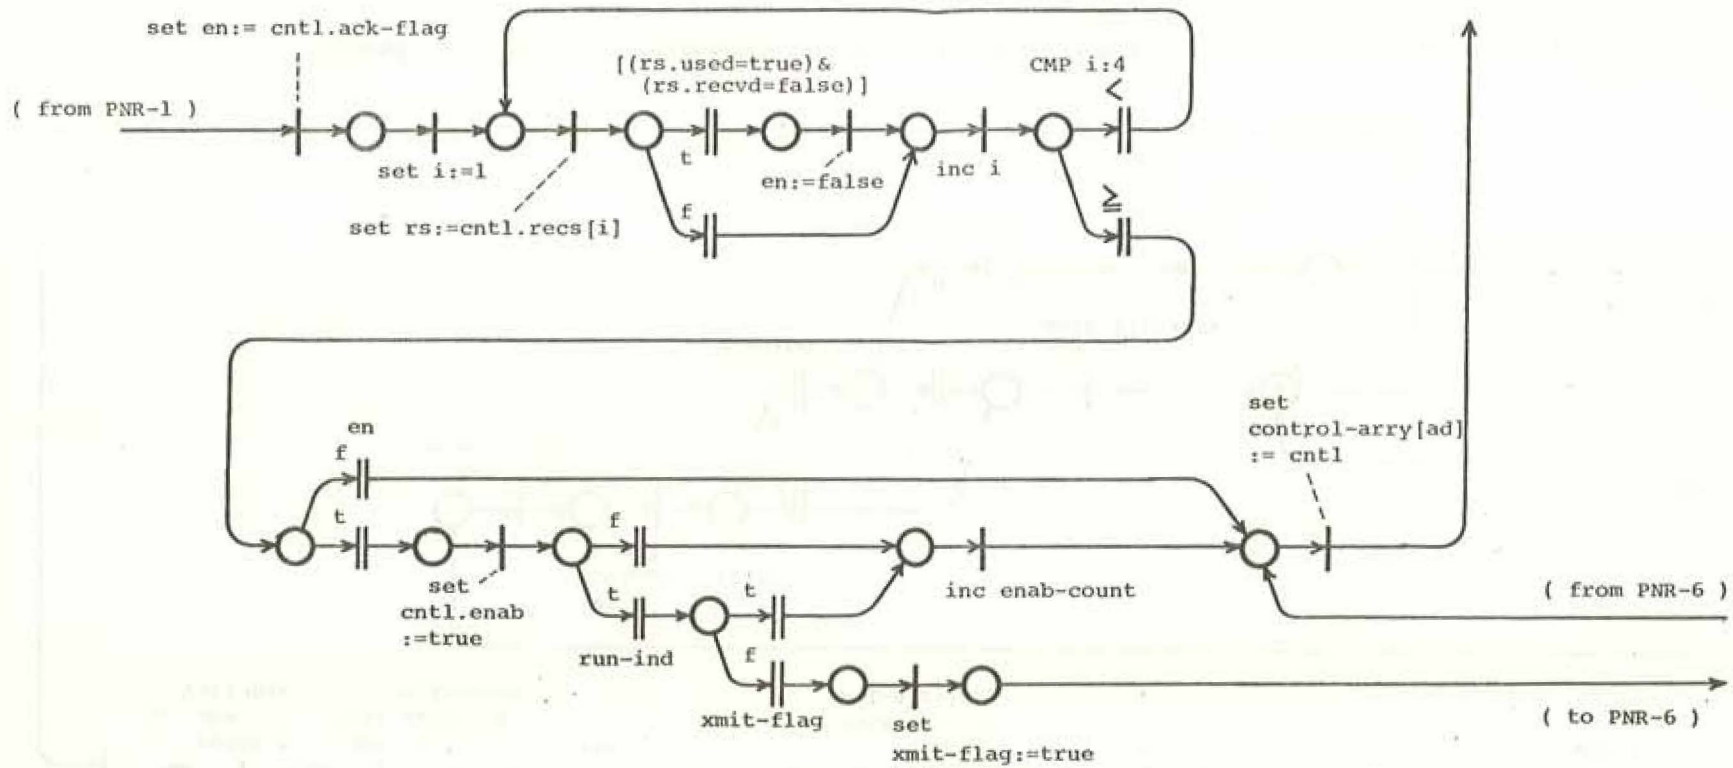 set en:= cntl.ack-flag
[(rs.used=true)&
(rs.recvd=false)]
CMP i:4
<
( from PNR-1 )
t
set i:=1
en:=false
inc i
f
≥
set rs:=cntl.recs[i]
set
control-arry[ad]
:= cntl
en
f
t
f
set
cntl.enab
:=true
t
t
inc enab-count
( from PNR-6 )
run-ind
f
xmit-flag
set
xmit-flag:=true
( to PNR-6 )